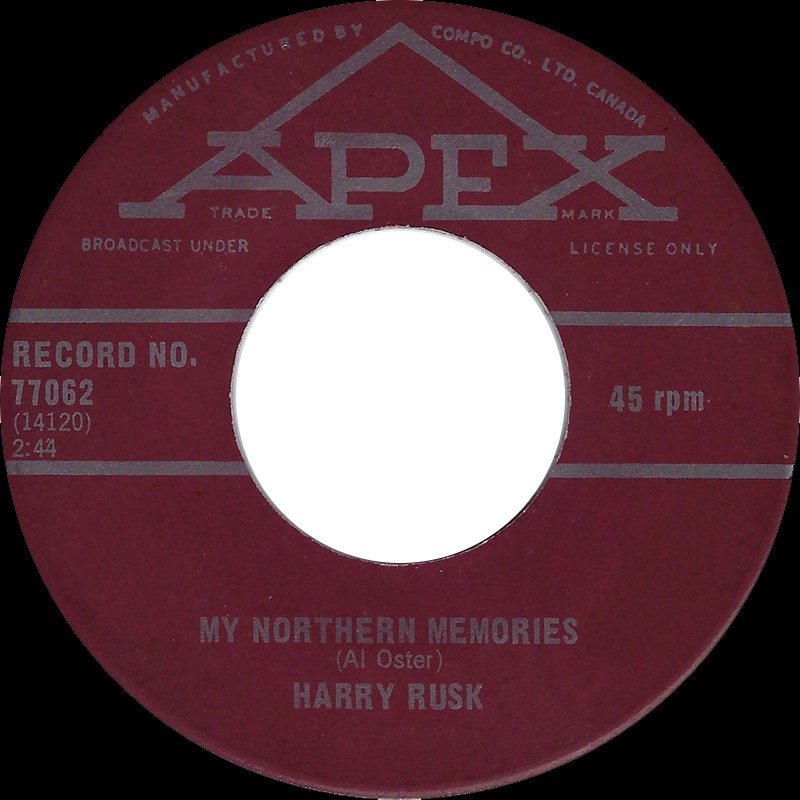 MANUFACTURED BY COMPO CO., LTD. CANADA
APEX
TRADE MARK
BROADCAST UNDER LICENSE ONLY
RECORD NO.
77062
(14120)
2:44
45 rpm
MY NORTHERN MEMORIES
(Al Oster)
HARRY RUSK